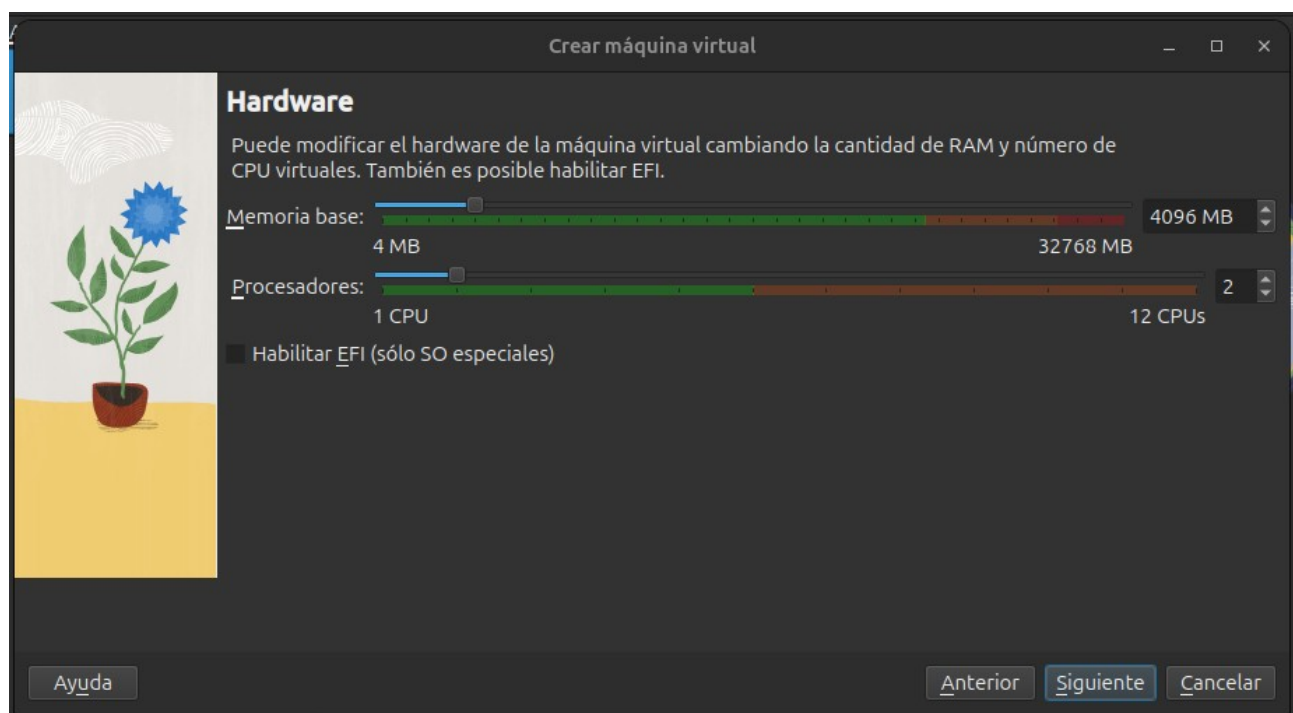 Crear máquina virtual
Hardware
Puede modificar el hardware de la máquina virtual cambiando la cantidad de RAM y número de
CPU virtuales. También es posible habilitar EFI.
Memoria base:
4096 MB
4 MB
32768 MB
Procesadores:
2
1 CPU
12 CPUs
Habilitar EFI (sólo SO especiales)
Ayuda
Anterior
Siguiente
Cancelar